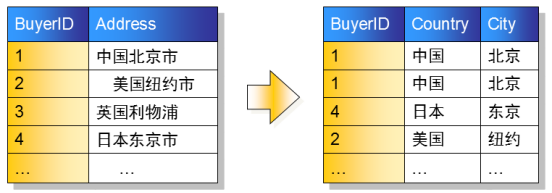 BuyerID Address
1 中国北京市
2 美国纽约市
3 英国利物浦
4 日本东京市
… …
BuyerID Country City
1 中国 北京
1 中国 北京
4 日本 东京
2 美国 纽约
… … …